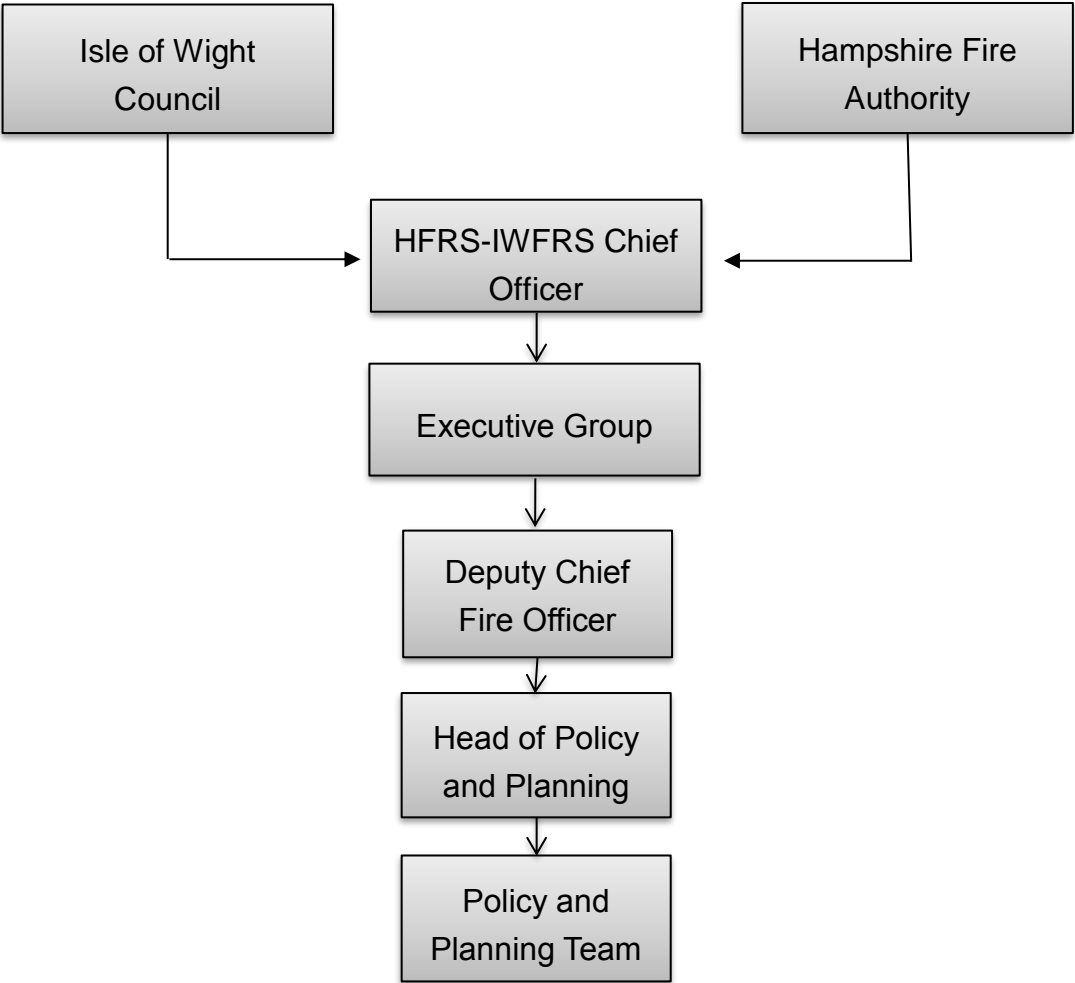 Isle of Wight
Council
Hampshire Fire
Authority
HFRS-IWFRS Chief
Officer
Executive Group
Deputy Chief
Fire Officer
Head of Policy
and Planning
Policy and
Planning Team